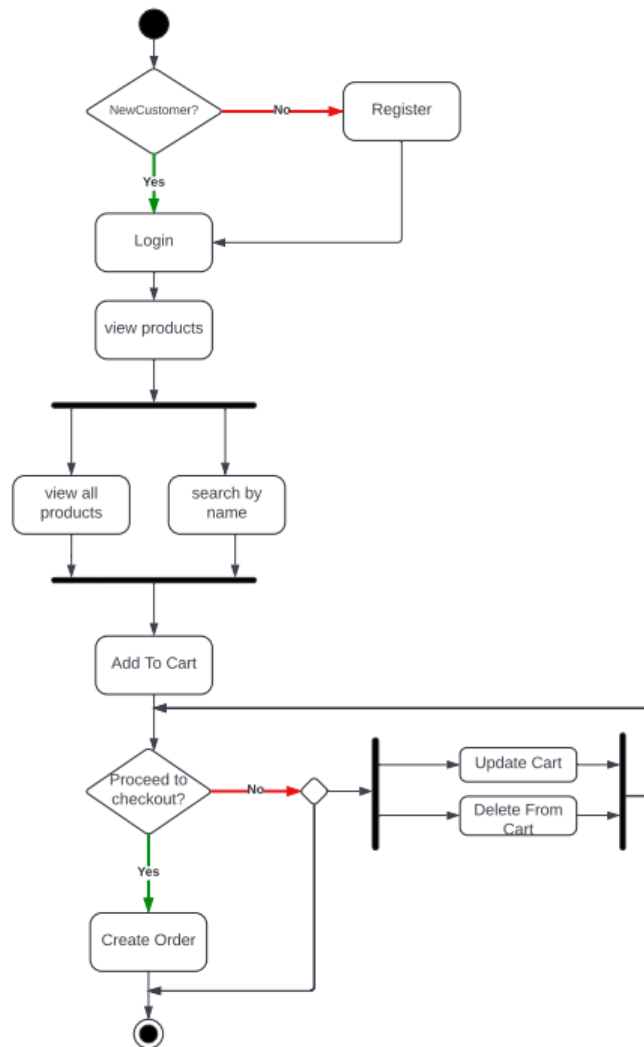 NewCustomer?
No
Register
Yes
Login
view products
view all
products
search by
name
Add To Cart
Proceed to
checkout?
No
Update Cart
Delete From
Cart
Yes
Create Order